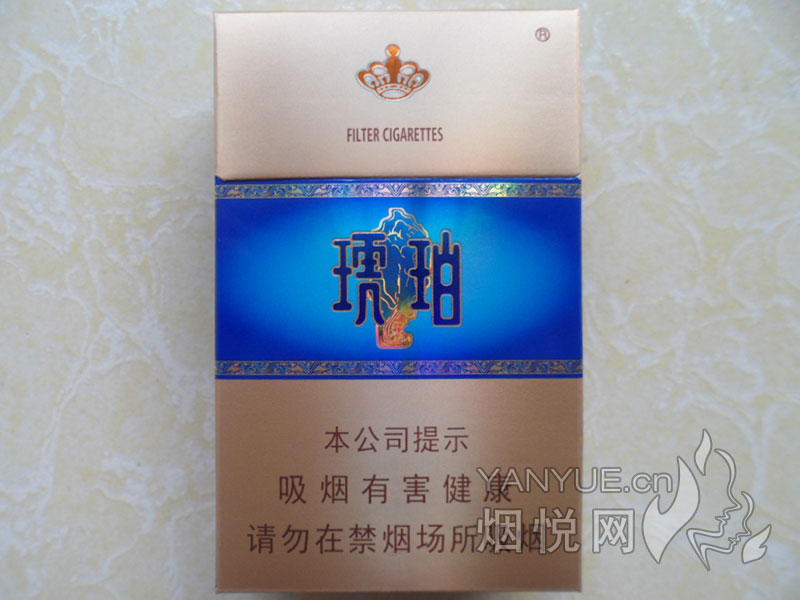 ®
FILTER CIGARETTES
琥珀
本公司提示
吸烟有害健康
请勿在禁烟场所吸烟
YANYUE.cn
烟悦网